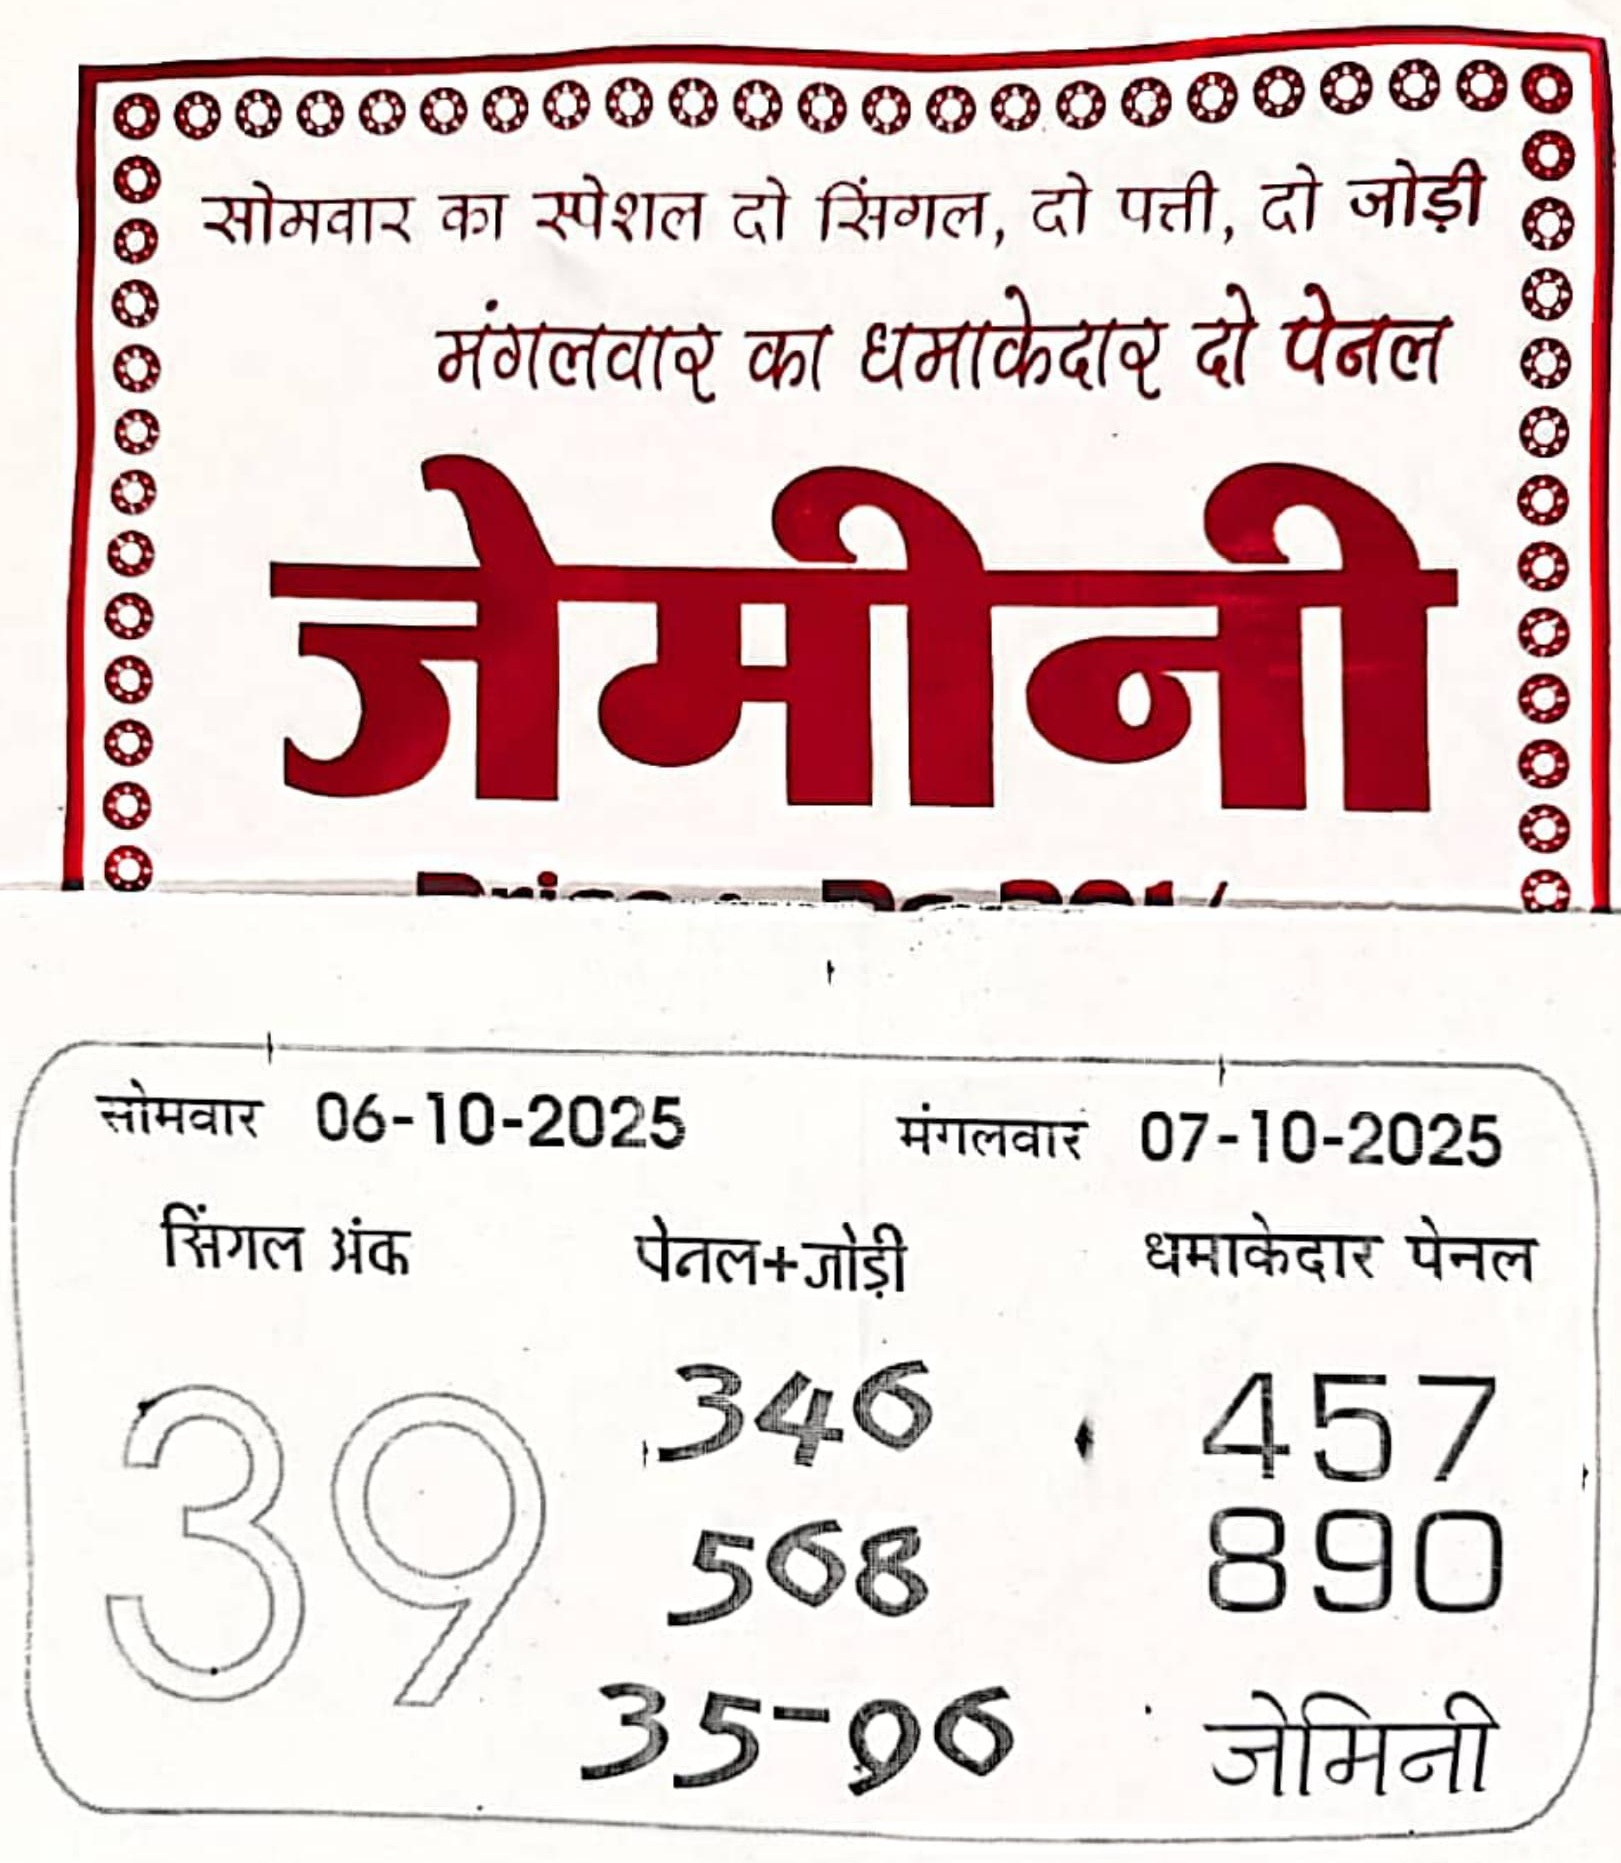 सोमवार का स्पेशल दो सिंगल, दो पत्ती, दो जोड़ी
मंगलवार का धमाकेदार दो पेनल
जेमीनी
सोमवार 06-10-2025
मंगलवार 07-10-2025
सिंगल अंक
पेनल+जोड़ी
धमाकेदार पेनल
39
346
568
35-96
457
890
जेमिनी